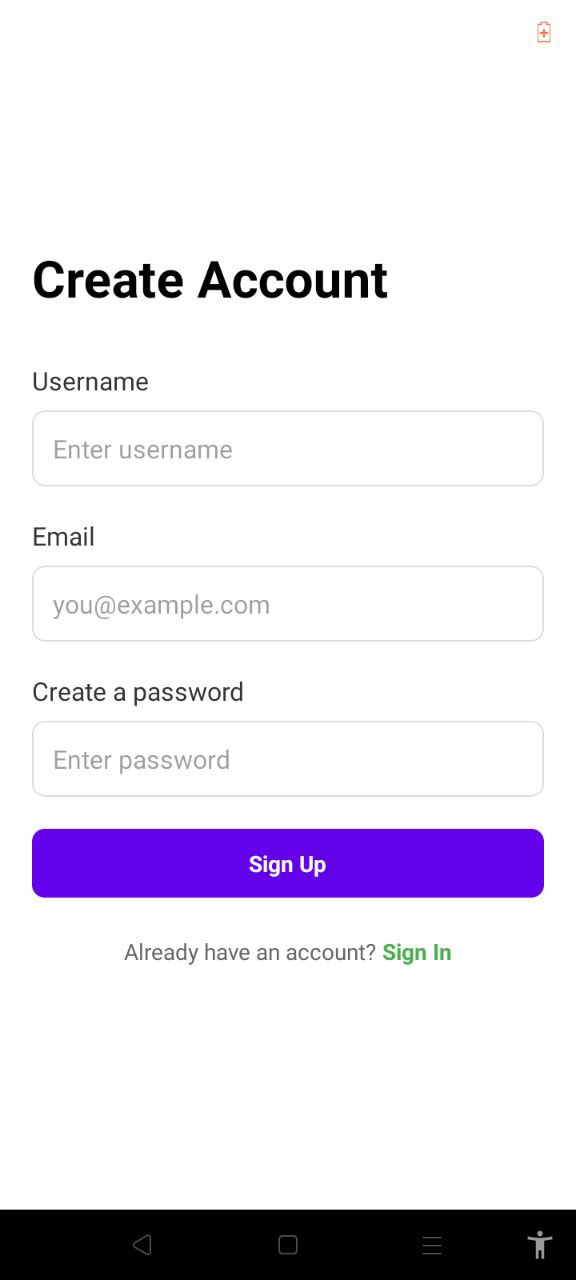 Create Account
Username
Enter username
Email
you@example.com
Create a password
Enter password
Sign Up
Already have an account? Sign In